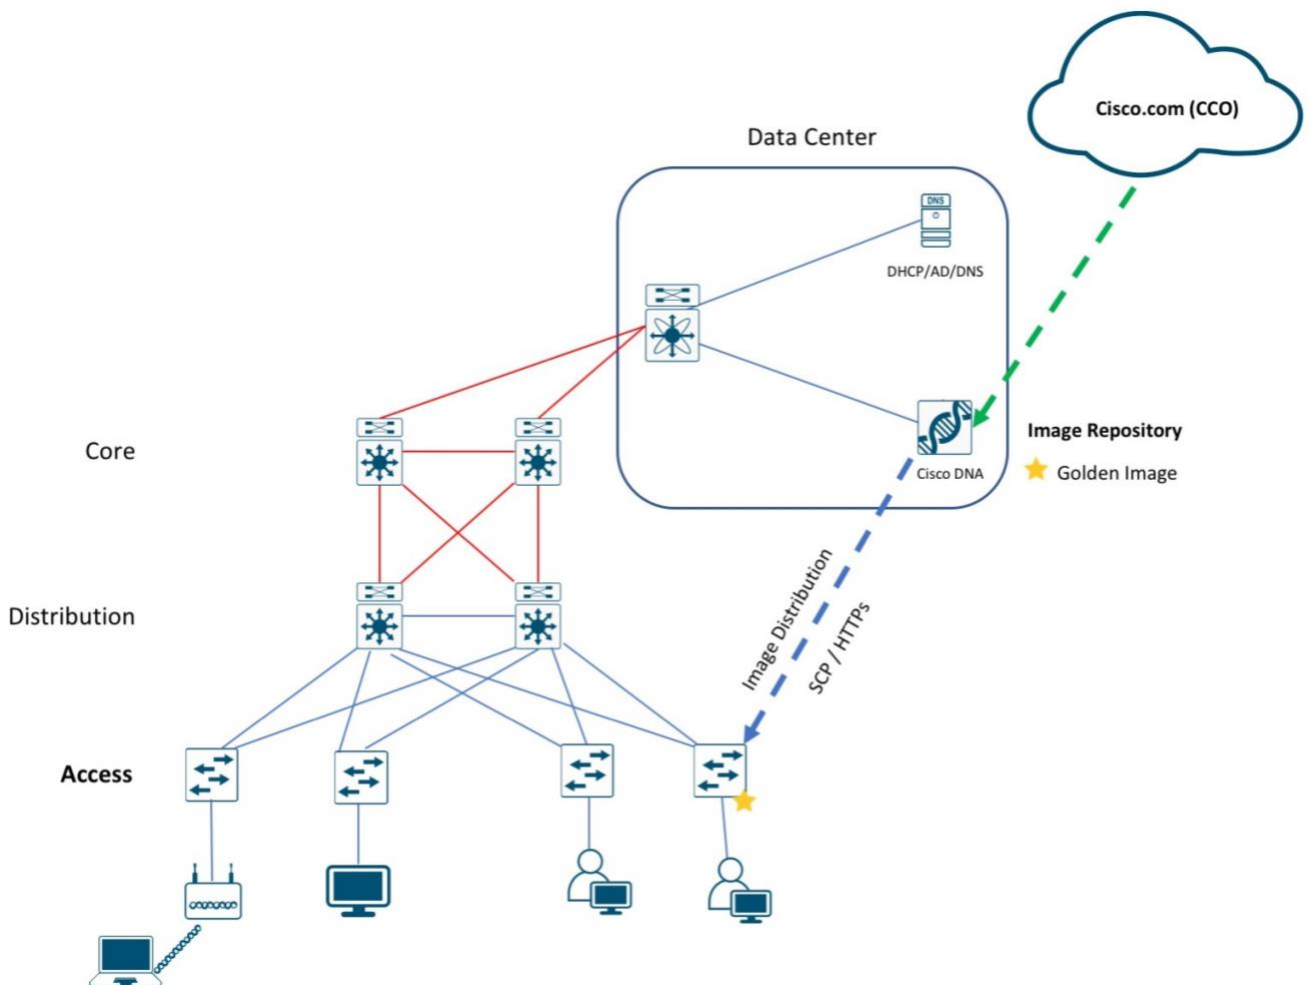 Cisco.com (CCO)
Data Center
DNS
DHCP/AD/DNS
Core
Image Repository
Golden Image
Cisco DNA
Image Distribution
SCP / HTTPs
Distribution
Access